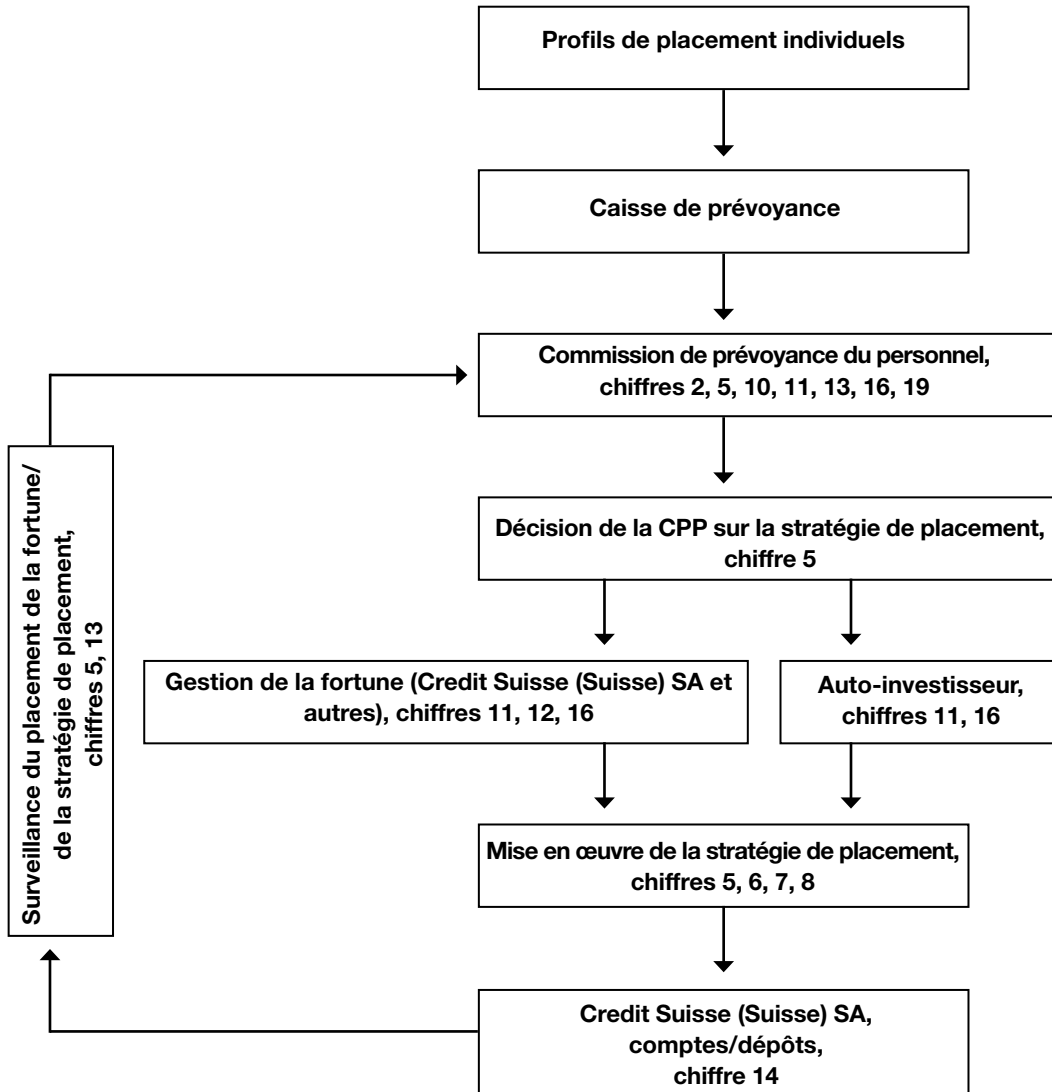 Profils de placement individuels
Caisse de prévoyance
Commission de prévoyance du personnel,
chiffres 2, 5, 10, 11, 13, 16, 19
Décision de la CPP sur la stratégie de placement,
chiffre 5
Gestion de la fortune (Credit Suisse (Suisse) SA et
autres), chiffres 11, 12, 16
Auto-investisseur,
chiffres 11, 16
Mise en œuvre de la stratégie de placement,
chiffres 5, 6, 7, 8
Credit Suisse (Suisse) SA,
comptes/dépôts,
chiffre 14
Surveillance du placement de la fortune/
de la stratégie de placement,
chiffres 5, 13